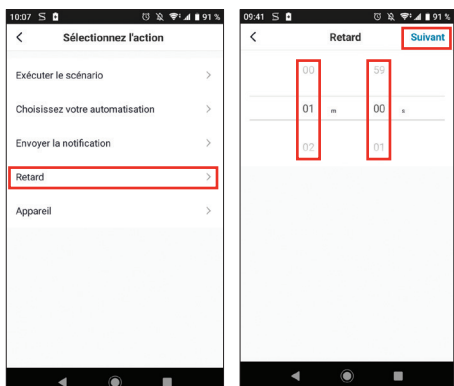 10:07 S 91 %
Sélectionnez l'action
Exécuter le scénario
Choisissez votre automatisation
Envoyer la notification
Retard
Appareil
09:41 S 91 %
Retard
Suivant
00 59
01 m 00 s
02 01